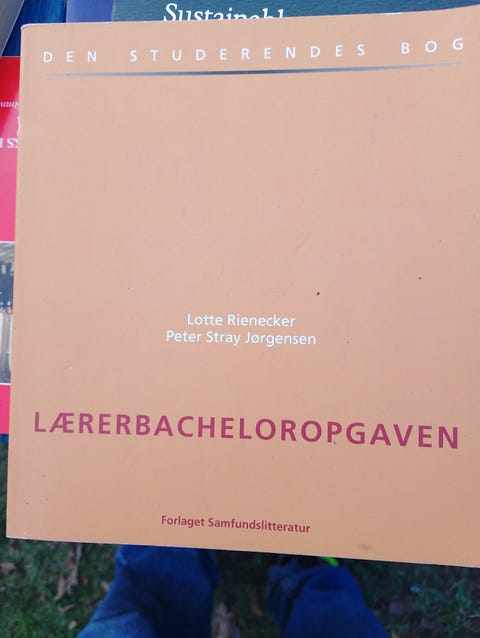 DEN STUDERENDES BOG
Lotte Rienecker
Peter Stray Jørgensen
LÆRERBACHELOROPGAVEN
Forlaget Samfundslitteratur